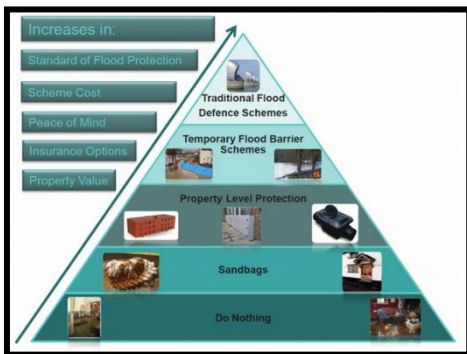 Increases in:
Standard of Flood Protection
Scheme Cost
Peace of Mind
Insurance Options
Property Value
Traditional Flood
Defence Schemes
Temporary Flood Barrier
Schemes
Property Level Protection
Sandbags
Do Nothing